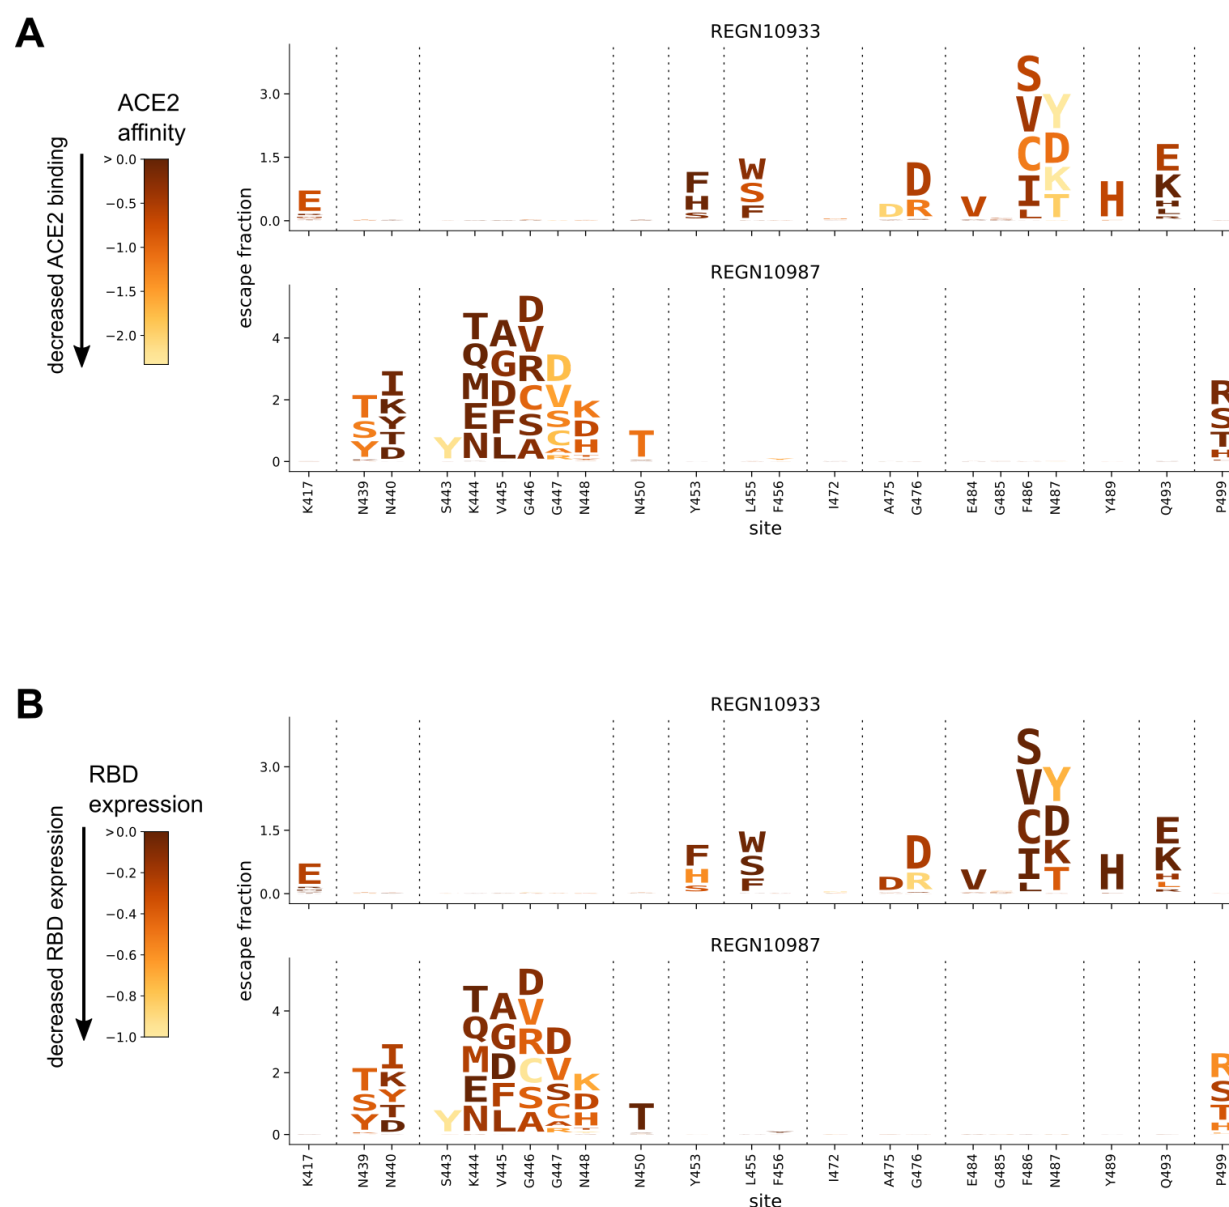 A
REGN10933
ACE2
affinity
decreased ACE2 binding
> 0.0
−0.5
−1.0
−1.5
−2.0
escape fraction
3.0
1.5
0.0
E
F
H
S
W
S
F
D
D
R
V
S
V
C
I
L
Y
D
K
T
H
E
K
H
L
R
REGN10987
4
2
0
T
S
Y
I
K
Y
T
D
Y
T
Q
M
E
N
A
G
D
F
L
D
V
R
C
S
A
D
V
S
C
A
R
K
D
H
T
R
S
T
H
K417 N439 N440 S443 K444 V445 G446 G447 N448 N450 Y453 L455 F456 I472 A475 G476 E484 G485 F486 N487 Y489 Q493 P499
site
B
REGN10933
RBD
expression
decreased RBD expression
> 0.0
−0.2
−0.4
−0.6
−0.8
−1.0
escape fraction
3.0
1.5
0.0
E
F
H
S
W
S
F
D
D
R
V
S
V
C
I
L
Y
D
K
T
H
E
K
H
L
R
REGN10987
4
2
0
T
S
Y
I
K
Y
T
D
Y
T
Q
M
E
N
A
G
D
F
L
D
V
R
C
S
A
D
V
S
C
A
R
K
D
H
T
R
S
T
H
K417 N439 N440 S443 K444 V445 G446 G447 N448 N450 Y453 L455 F456 I472 A475 G476 E484 G485 F486 N487 Y489 Q493 P499
site